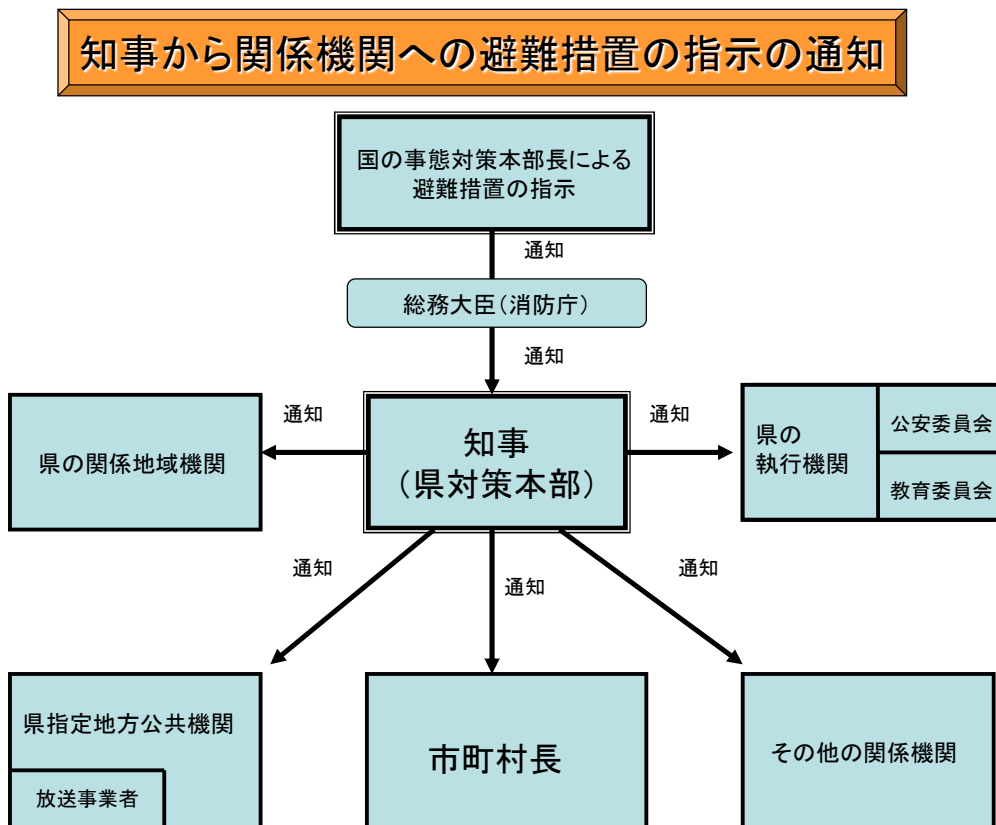 知事から関係機関への避難措置の指示の通知
国の事態対策本部長による
避難措置の指示
通知
総務大臣（消防庁）
通知
県の関係地域機関
通知
知事
（県対策本部）
通知
県の
執行機関
公安委員会
教育委員会
通知
通知
通知
県指定地方公共機関
放送事業者
市町村長
その他の関係機関